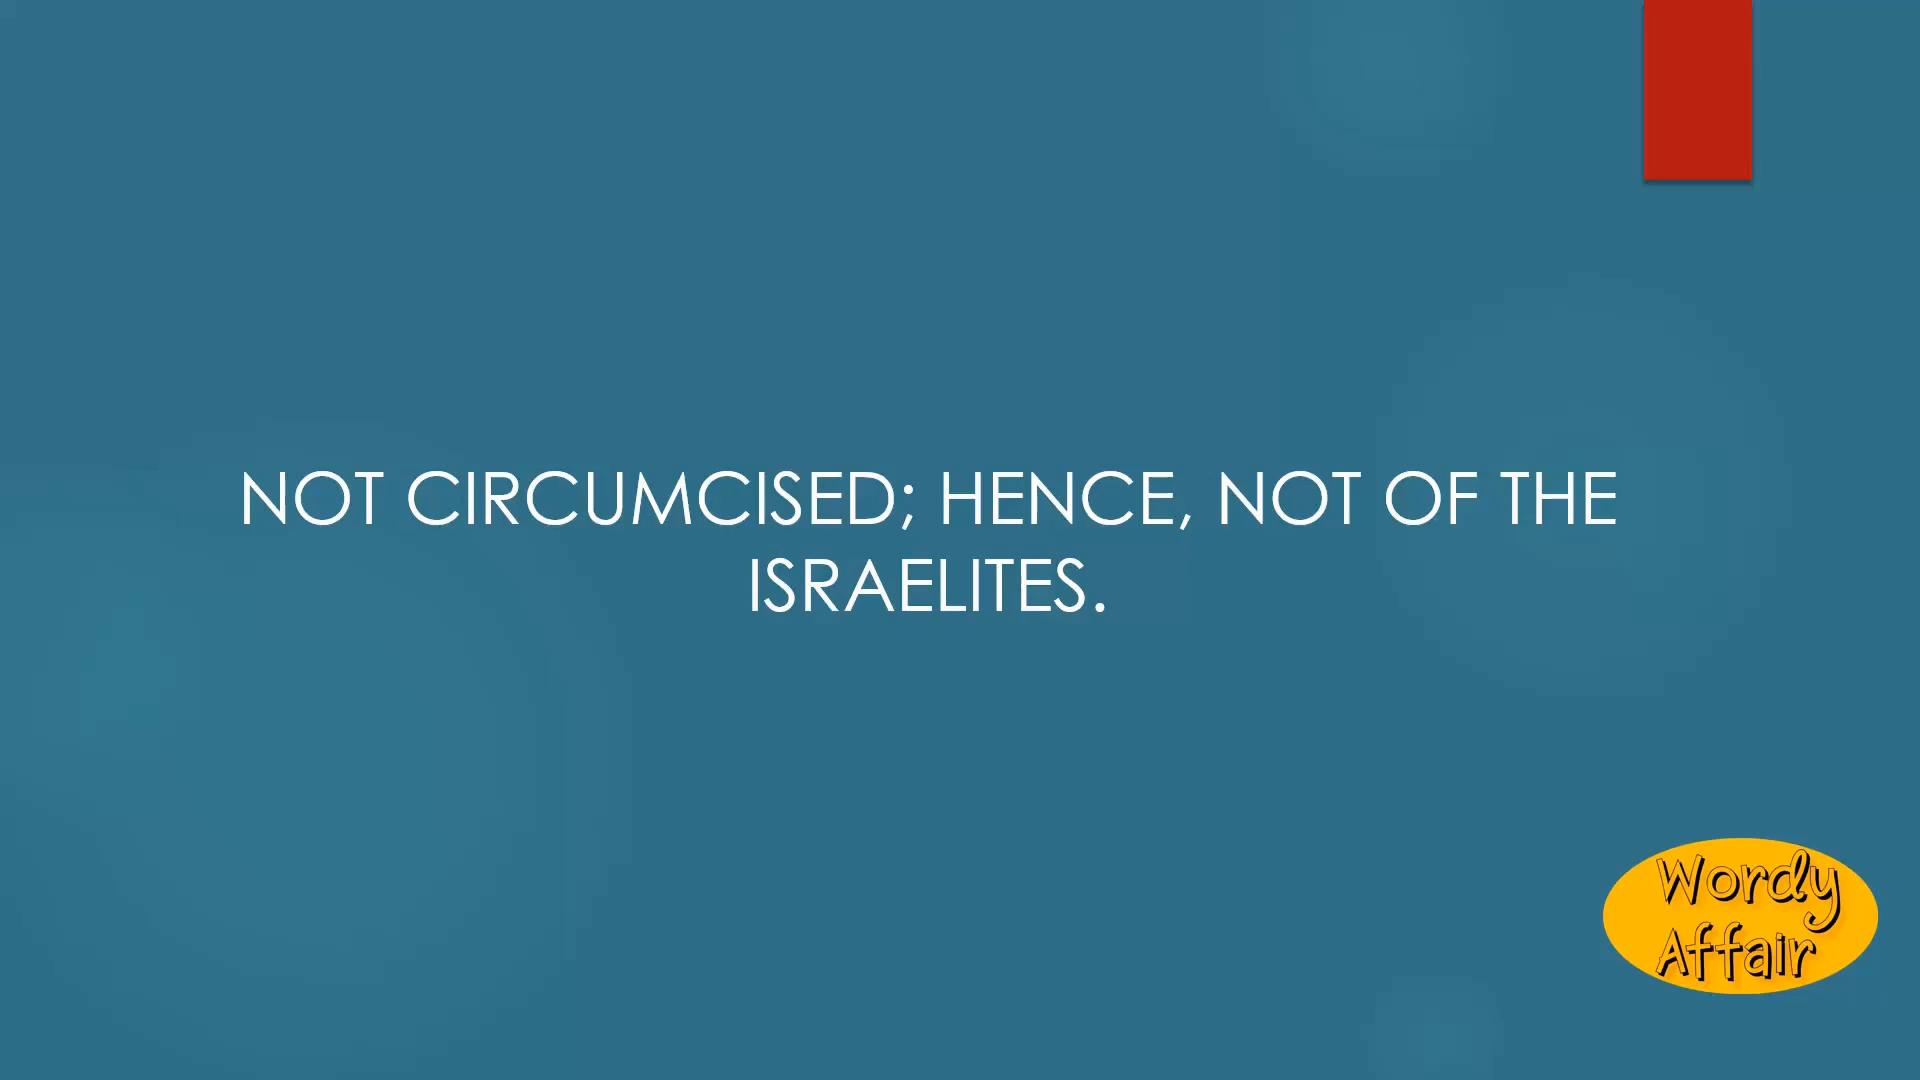 NOT CIRCUMCISED; HENCE, NOT OF THE
ISRAELITES.
Wordy
Affair